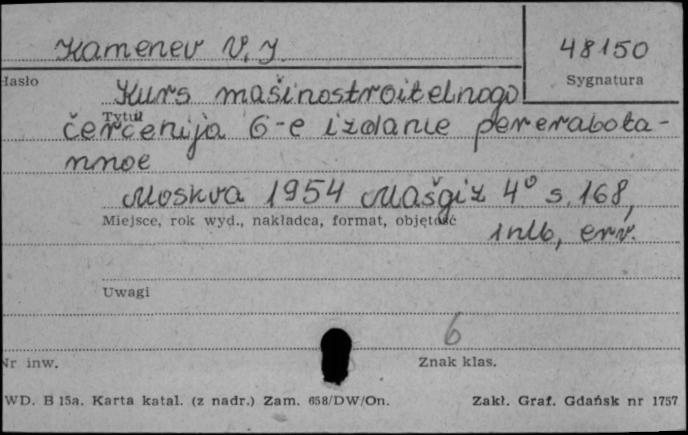 Kamenev V. J.
48150
Hasło
Sygnatura
Kurs mašinostroitelnogo
Tytuł
čerčenija 6-e izdanie pererabota-
nnoe
Moskva 1954 Mašgiz 4° s. 168,
Miejsce, rok wyd., nakładca, format, objętość
1 nlb, err.
Uwagi
6
Nr inw.
Znak klas.
WD. B 15a. Karta katal. (z nadr.) Zam. 658/DW/On.
Zakł. Graf. Gdańsk nr 1757